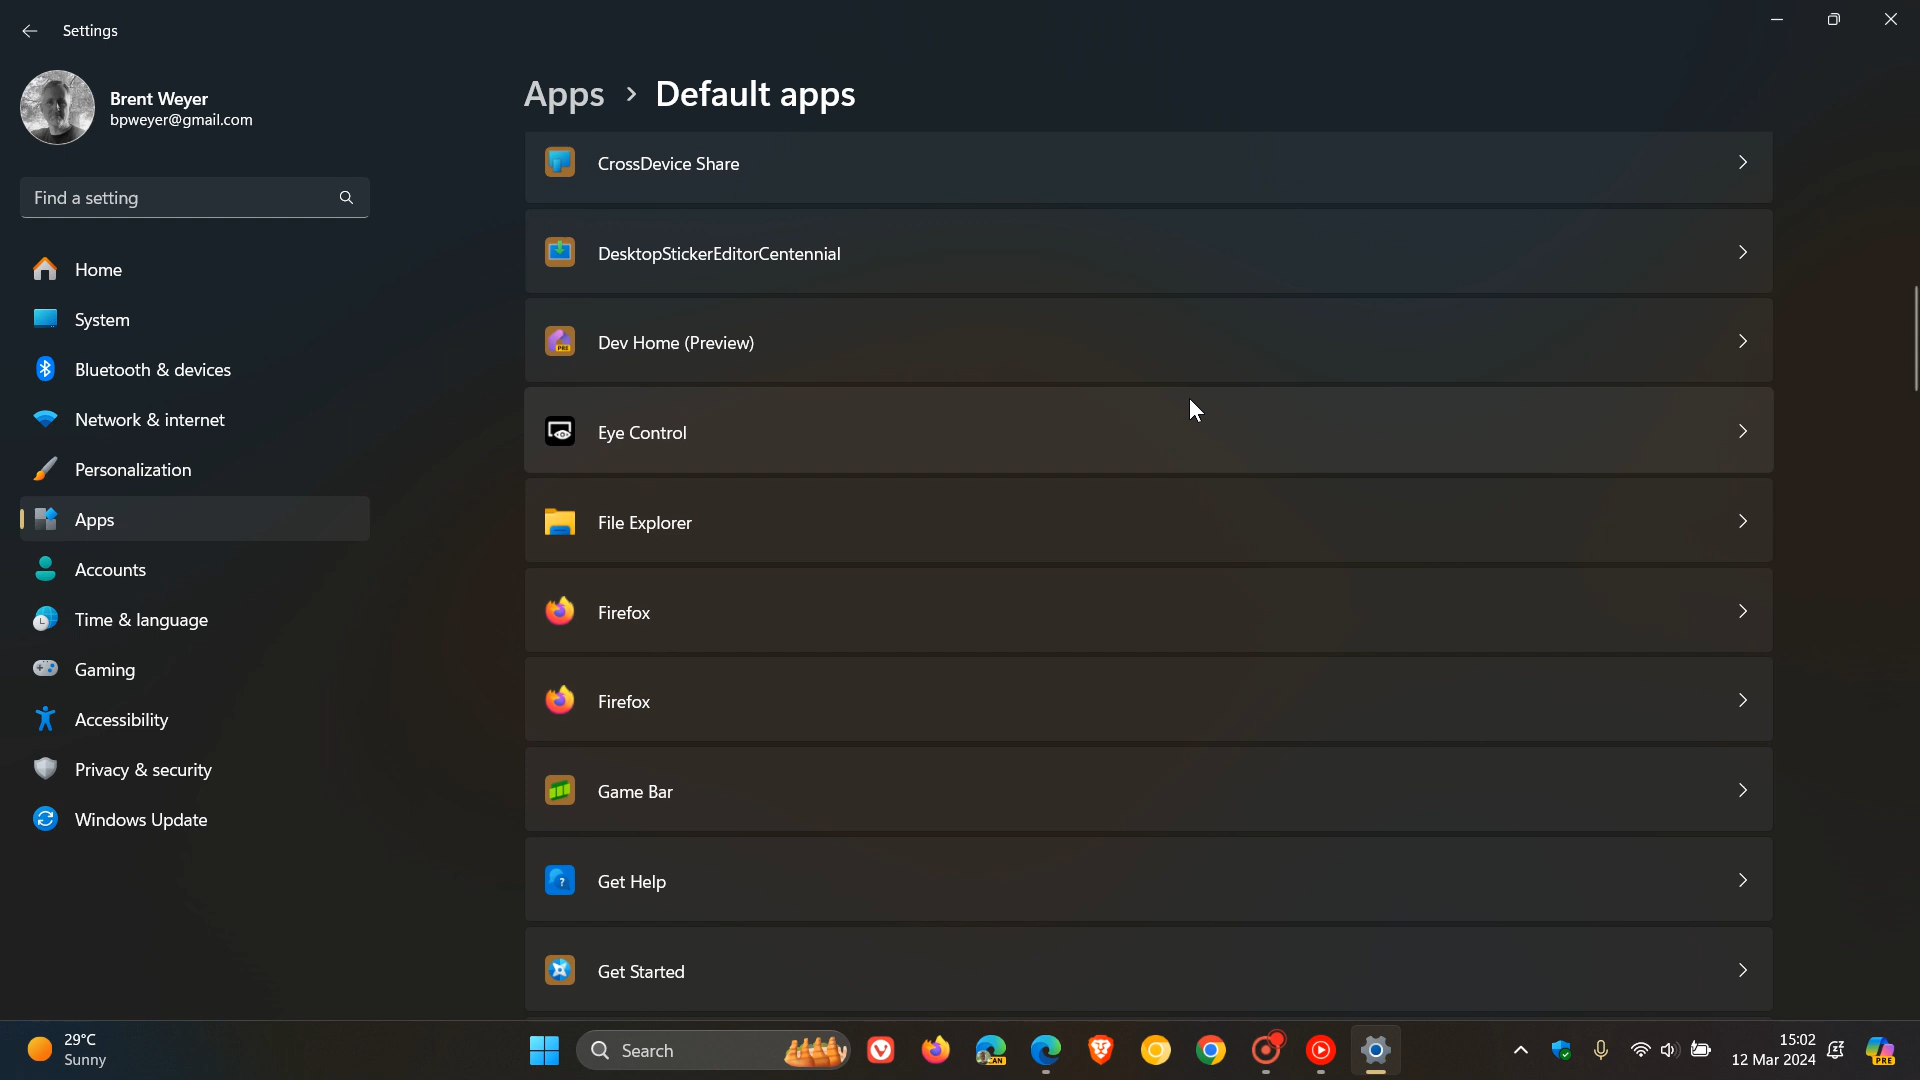 Settings
Brent Weyer
bpweyer@gmail.com
Find a setting
Home
System
Bluetooth & devices
Network & internet
Personalization
Apps
Accounts
Time & language
Gaming
Accessibility
Privacy & security
Windows Update
Apps > Default apps
CrossDevice Share
DesktopStickerEditorCentennial
Dev Home (Preview)
Eye Control
File Explorer
Firefox
Firefox
Game Bar
Get Help
Get Started
29°C
Sunny
Search
CAN
15:02
12 Mar 2024
PRE